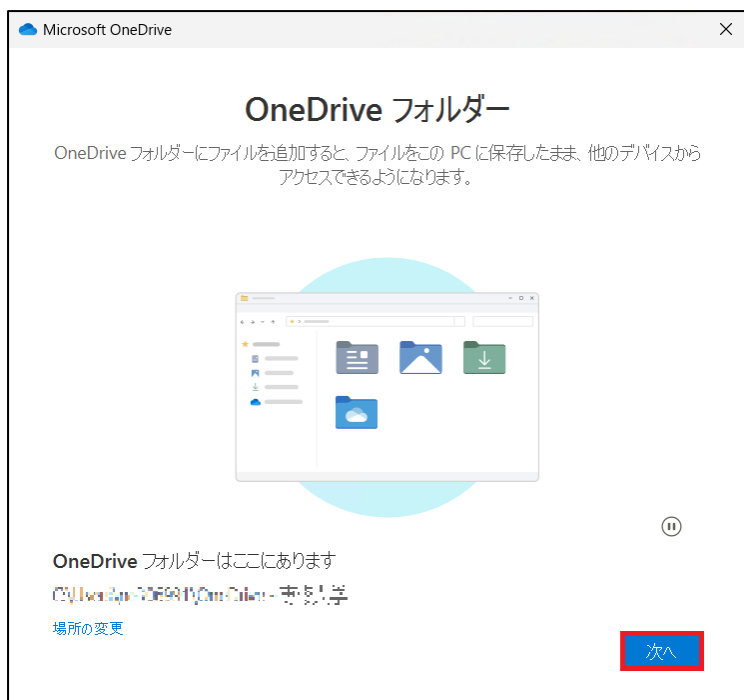 Microsoft OneDrive
OneDrive フォルダー
OneDrive フォルダーにファイルを追加すると、ファイルをこの PC に保存したまま、他のデバイスから
アクセスできるようになります。
OneDrive フォルダーはここにあります
場所の変更
次へ